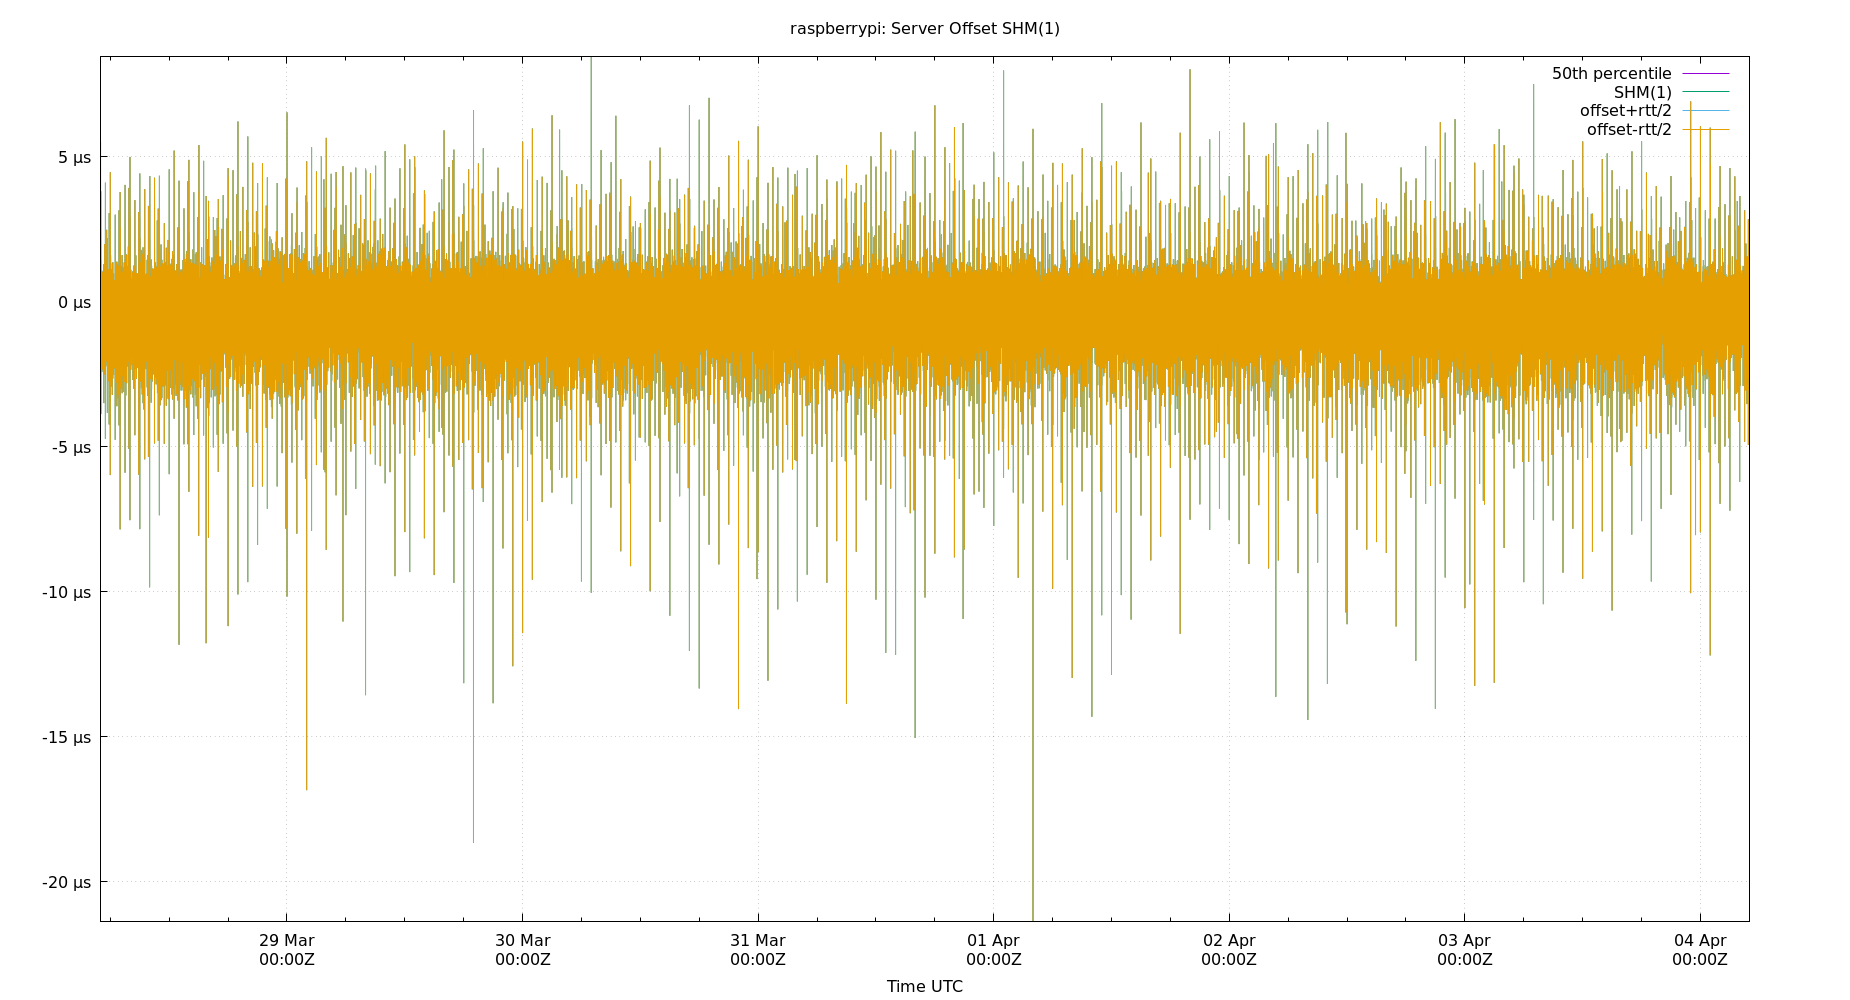 raspberrypi: Server Offset SHM(1)
50th percentile
SHM(1)
offset+rtt/2
offset-rtt/2
5 µs
0 µs
-5 µs
-10 µs
-15 µs
-20 µs
29 Mar 30 Mar 31 Mar 01 Apr 02 Apr 03 Apr 04 Apr
00:00Z 00:00Z 00:00Z 00:00Z 00:00Z 00:00Z 00:00Z
Time UTC